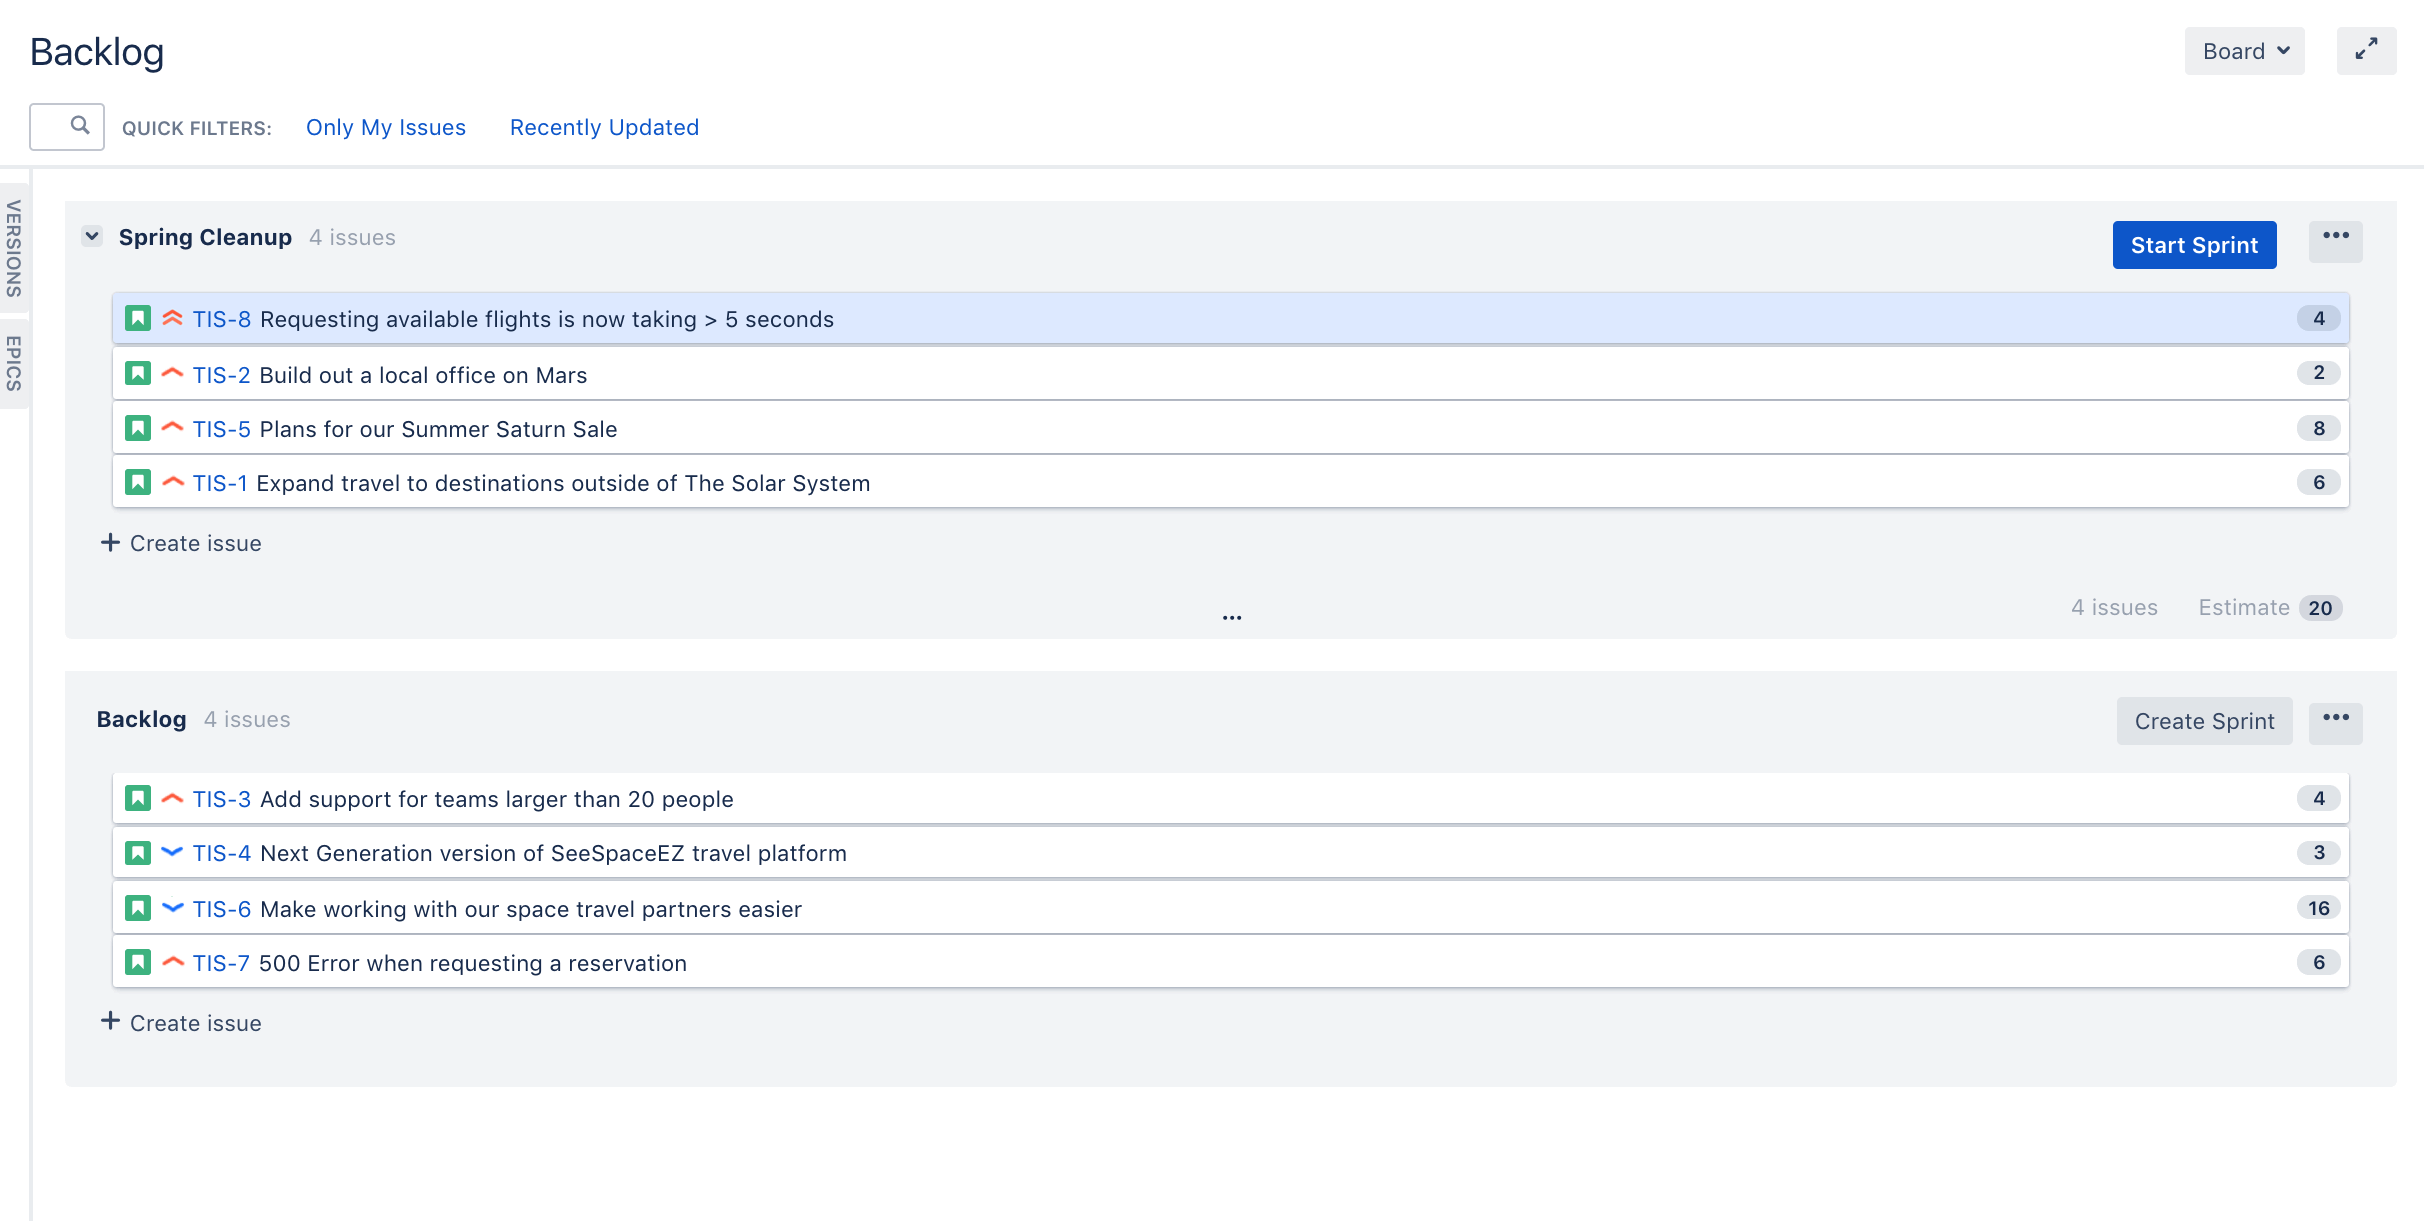 Backlog
Board
QUICK FILTERS: Only My Issues Recently Updated
VERSIONS
EPICS
Spring Cleanup 4 issues
Start Sprint
TIS-8 Requesting available flights is now taking > 5 seconds 4
TIS-2 Build out a local office on Mars 2
TIS-5 Plans for our Summer Saturn Sale 8
TIS-1 Expand travel to destinations outside of The Solar System 6
+ Create issue
4 issues Estimate 20
Backlog 4 issues
Create Sprint
TIS-3 Add support for teams larger than 20 people 4
TIS-4 Next Generation version of SeeSpaceEZ travel platform 3
TIS-6 Make working with our space travel partners easier 16
TIS-7 500 Error when requesting a reservation 6
+ Create issue